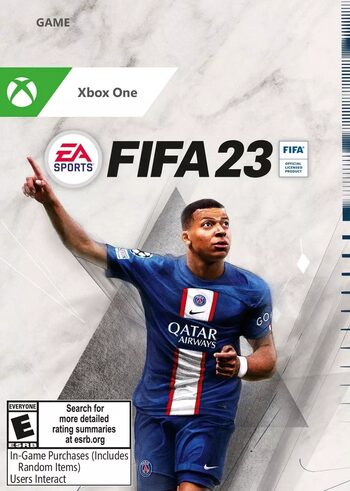 GAME
Xbox One
EA
SPORTS
FIFA 23
FIFA
OFFICIAL
LICENSED
PRODUCT
QATAR
AIRWAYS
GO
EVERYONE
E
ESRB
Search for
more detailed
rating summaries
at esrb.org
In-Game Purchases (Includes
Random Items)
Users Interact